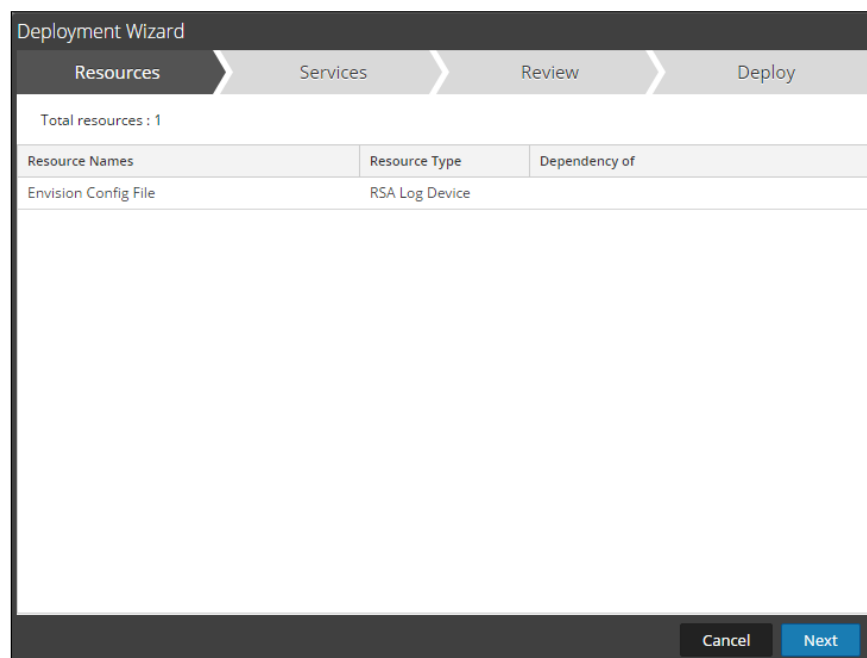 Deployment Wizard
Resources Services Review Deploy
Total resources : 1
Resource Names Resource Type Dependency of
Envision Config File RSA Log Device
Cancel Next